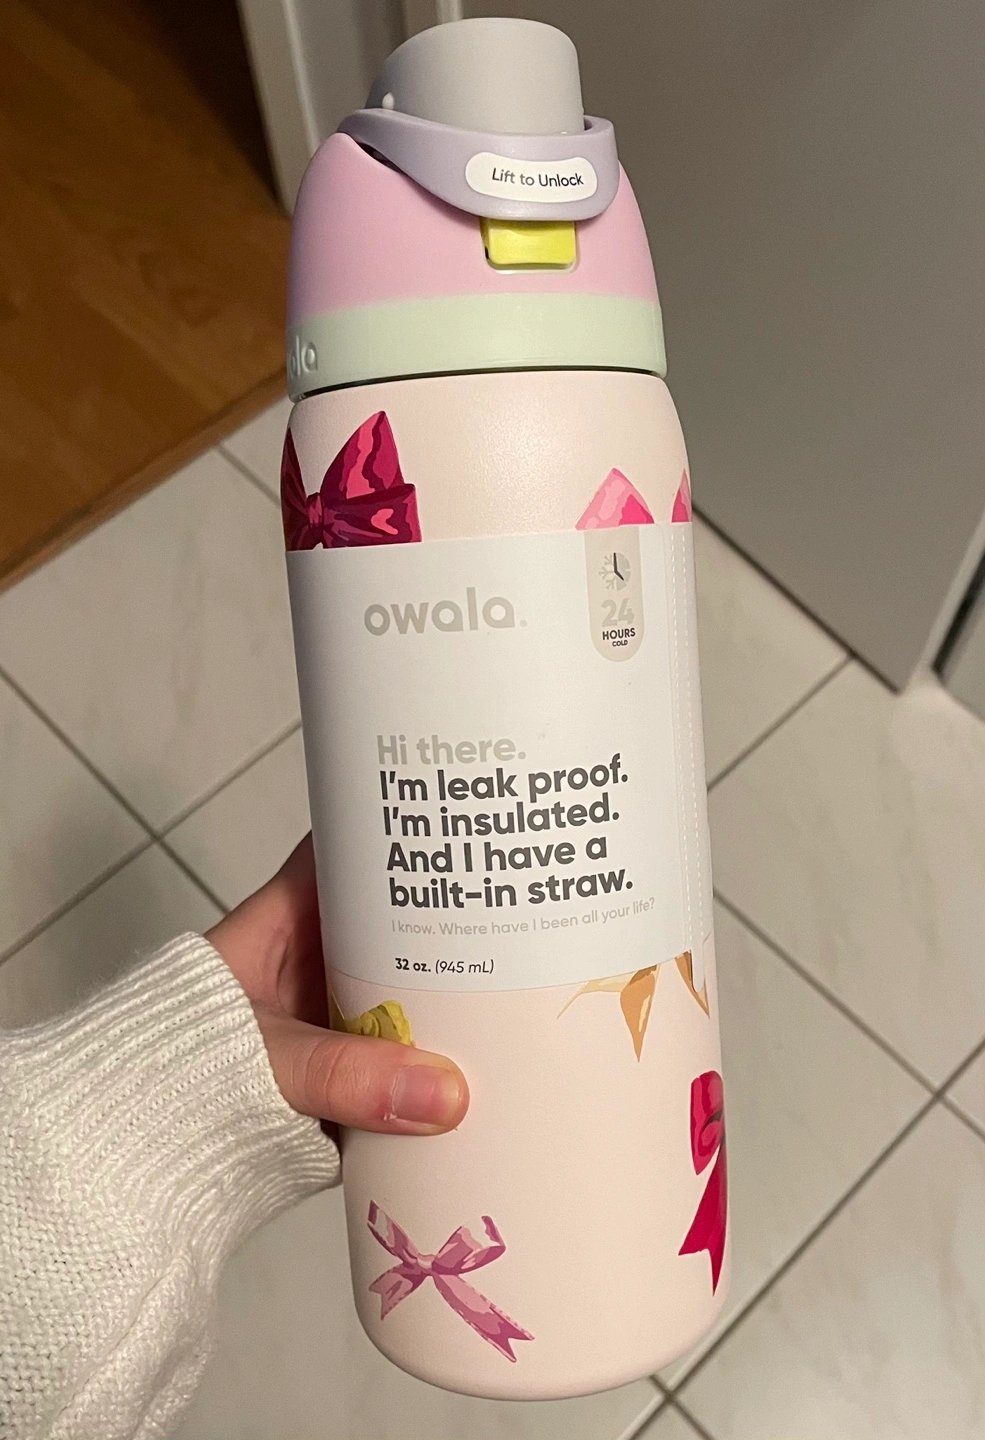 Lift to Unlock
owala.
24
HOURS
COLD
Hi there.
I'm leak proof.
I'm insulated.
And I have a
built-in straw.
I know. Where have I been all your life?
32 oz. (945 mL)